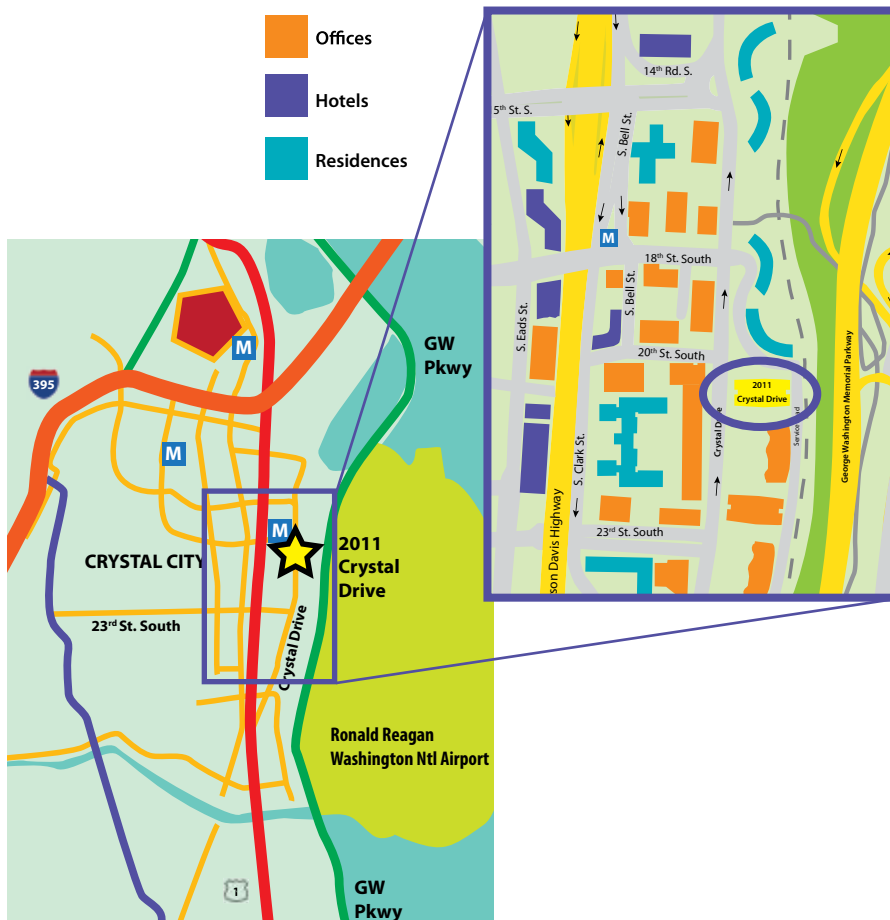 Offices
Hotels
Residences
395
M
M
M
GW
Pkwy
CRYSTAL CITY
2011
Crystal
Drive
23rd St. South
Crystal Drive
Ronald Reagan
Washington Ntl Airport
1
GW
Pkwy
14th Rd. S.
5th St. S.
S. Bell St.
M
18th St. South
S. Eads St.
S. Bell St.
20th St. South
2011
Crystal Drive
Crystal Drive
George Washington Memorial Parkway
S. Clark St.
23rd St. South
son Davis Highway